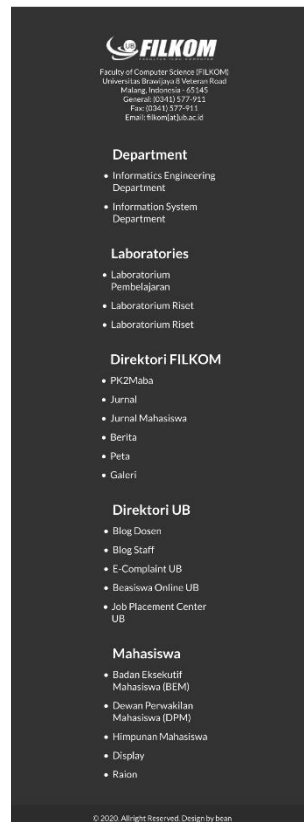 UB FILKOM
Faculty of Computer Science (FILKOM)
Universitas Brawijaya 8 Veteran Road
Malang, Indonesia - 65145
General: (0341) 577-911
Fax: (0341) 577-911
Email: filkom[at]ub.ac.id
Department
• Informatics Engineering
Department
• Information System
Department
Laboratories
• Laboratorium
Pembelajaran
• Laboratorium Riset
• Laboratorium Riset
Direktori FILKOM
• PK2Maba
• Jurnal
• Jurnal Mahasiswa
• Berita
• Peta
• Galeri
Direktori UB
• Blog Dosen
• Blog Staff
• E-Complaint UB
• Beasiswa Online UB
• Job Placement Center
UB
Mahasiswa
• Badan Eksekutif
Mahasiswa (BEM)
• Dewan Perwakilan
Mahasiswa (DPM)
• Himpunan Mahasiswa
• Display
• Raion
© 2020. Allright Reserved. Design by bean